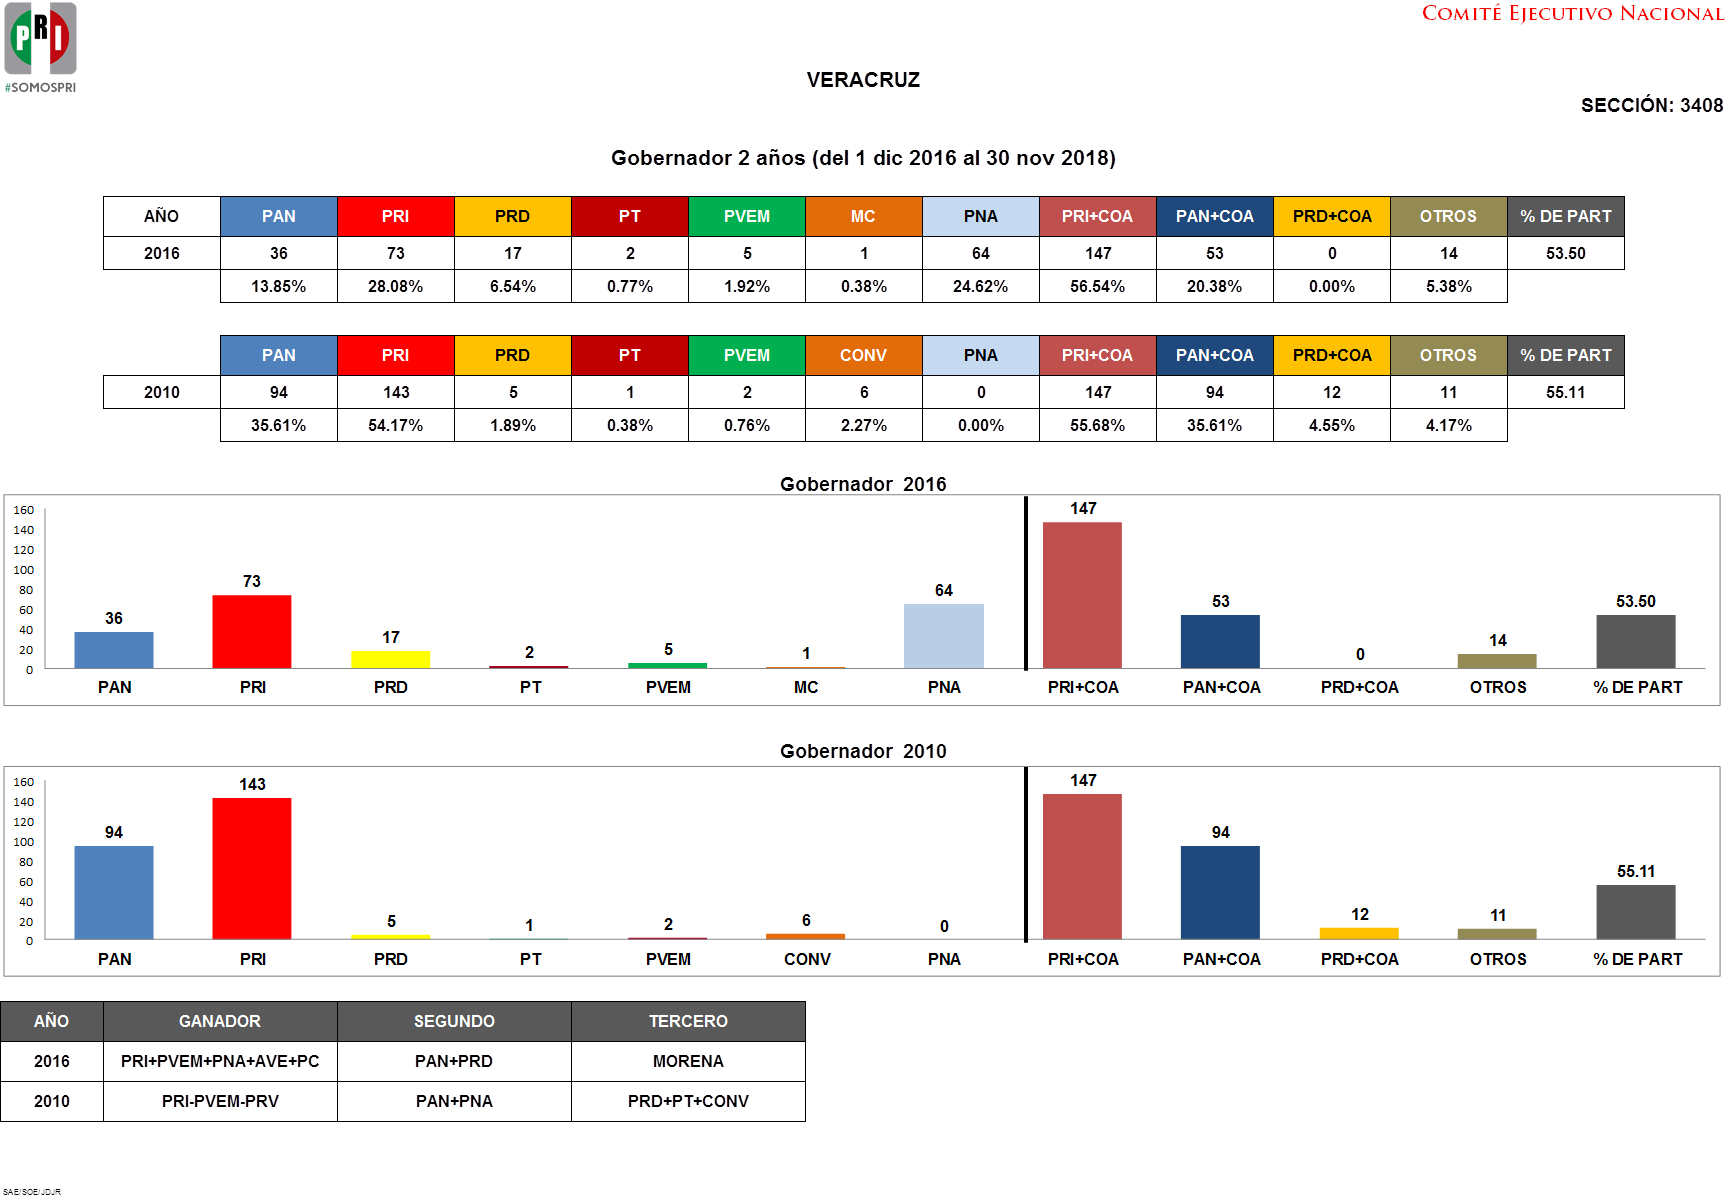 COMITÉ EJECUTIVO NACIONAL
PRI
#SOMOSPRI
VERACRUZ
SECCIÓN: 3408
Gobernador 2 años (del 1 dic 2016 al 30 nov 2018)
AÑO PAN PRI PRD PT PVEM MC PNA PRI+COA PAN+COA PRD+COA OTROS % DE PART
2016 36 73 17 2 5 1 64 147 53 0 14 53.50
13.85% 28.08% 6.54% 0.77% 1.92% 0.38% 24.62% 56.54% 20.38% 0.00% 5.38%
PAN PRI PRD PT PVEM CONV PNA PRI+COA PAN+COA PRD+COA OTROS % DE PART
2010 94 143 5 1 2 6 0 147 94 12 11 55.11
35.61% 54.17% 1.89% 0.38% 0.76% 2.27% 0.00% 55.68% 35.61% 4.55% 4.17%
Gobernador 2016
160
140
120
100
80
60
40
20
0
36 73 17 2 5 1 64 147 53 0 14 53.50
PAN PRI PRD PT PVEM MC PNA PRI+COA PAN+COA PRD+COA OTROS % DE PART
Gobernador 2010
160
140
120
100
80
60
40
20
0
94 143 5 1 2 6 0 147 94 12 11 55.11
PAN PRI PRD PT PVEM CONV PNA PRI+COA PAN+COA PRD+COA OTROS % DE PART
AÑO GANADOR SEGUNDO TERCERO
2016 PRI+PVEM+PNA+AVE+PC PAN+PRD MORENA
2010 PRI-PVEM-PRV PAN+PNA PRD+PT+CONV
SAE/SOE/JDJR